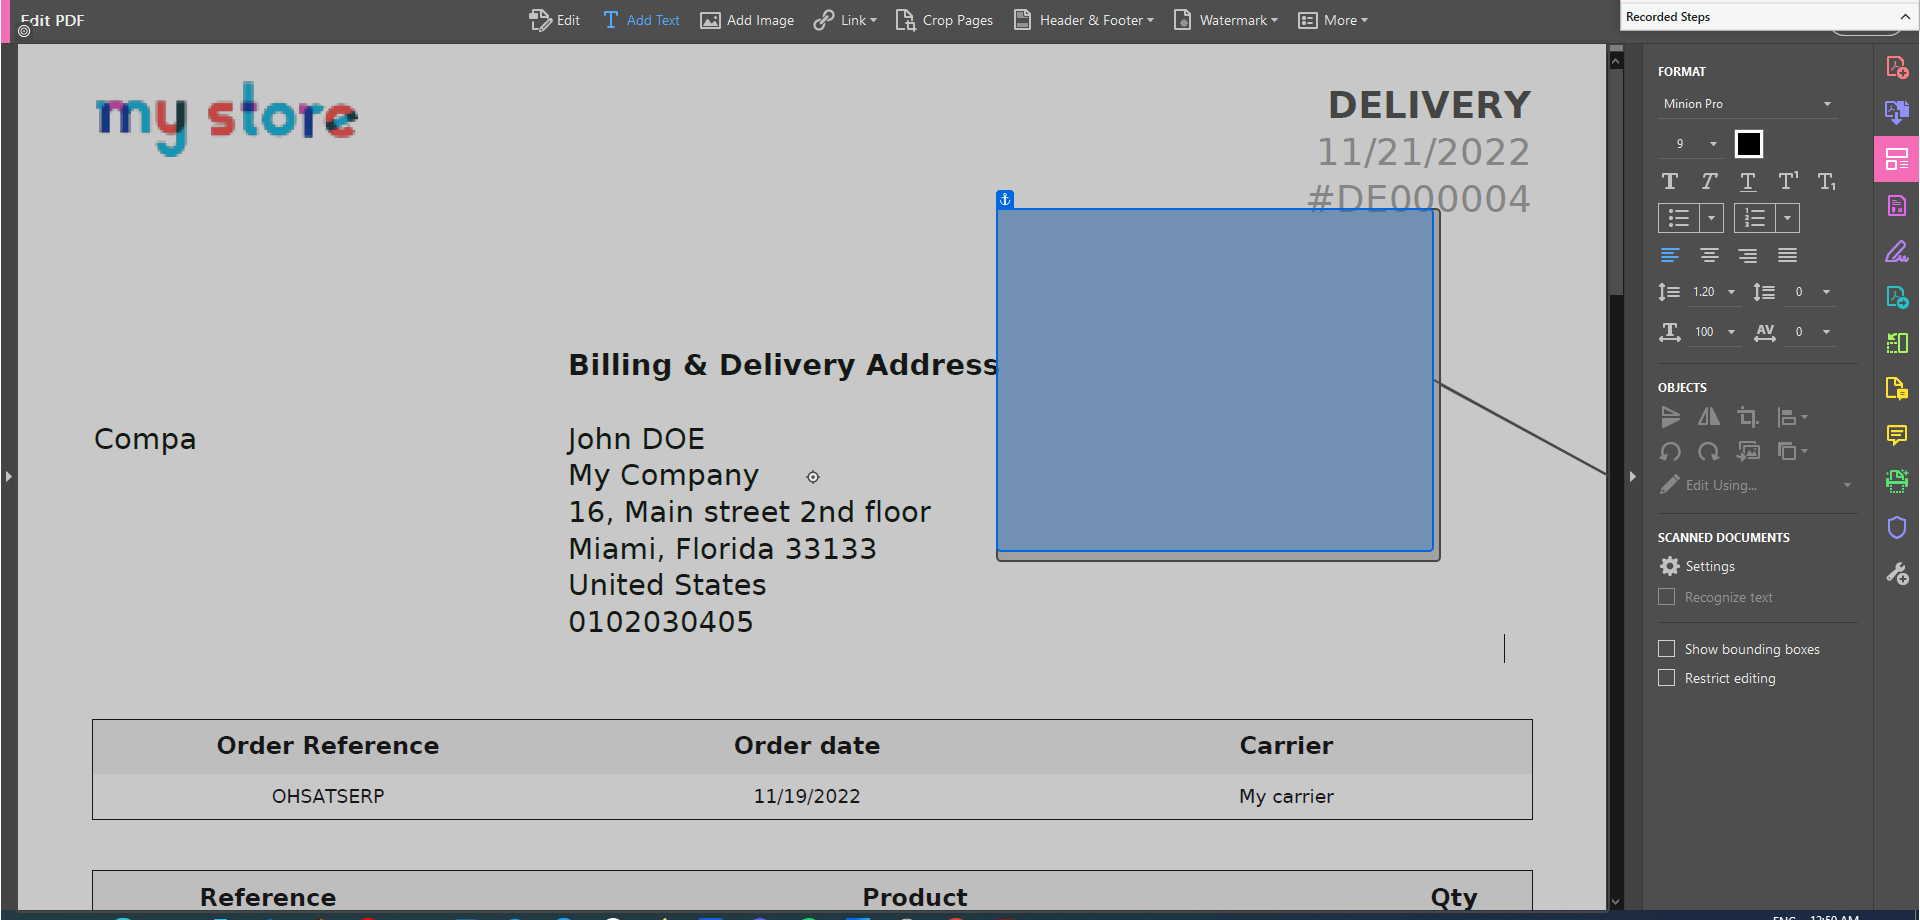 Edit PDF
Edit
Add Text
Add Image
Link
Crop Pages
Header & Footer
Watermark
More
Recorded Steps
my store
DELIVERY
11/21/2022
#DE000004
Billing & Delivery Address
Compa
John DOE
My Company
16, Main street 2nd floor
Miami, Florida 33133
United States
0102030405
Order Reference Order date Carrier
OHSATSERP 11/19/2022 My carrier
Reference Product Qty
FORMAT
Minion Pro
9
1.20 0
100 AV 0
OBJECTS
Edit Using...
SCANNED DOCUMENTS
Settings
Recognize text
Show bounding boxes
Restrict editing